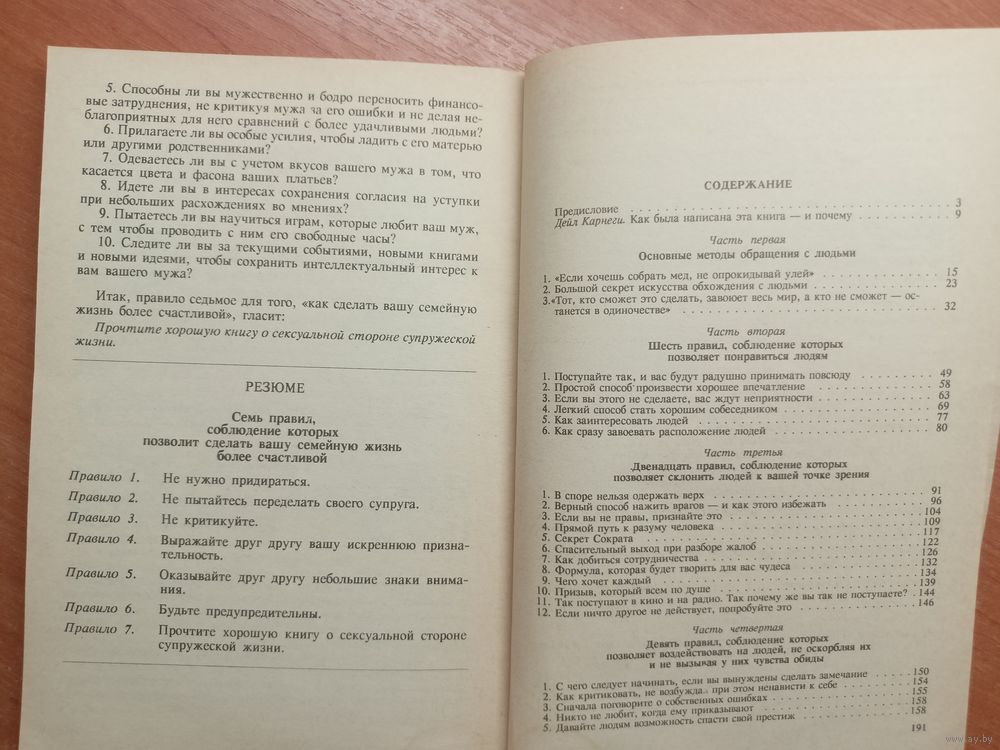 5. Способны ли вы мужественно и бодро переносить финансо-
вые затруднения, не критикуя мужа за его ошибки и не делая не-
благоприятных для него сравнений с более удачливыми людьми?
6. Прилагаете ли вы особые усилия, чтобы ладить с его матерью
или другими родственниками?
7. Одеваетесь ли вы с учетом вкусов вашего мужа в том, что
касается цвета и фасона ваших платьев?
8. Идете ли вы в интересах сохранения согласия на уступки
при небольших расхождениях во мнениях?
9. Пытаетесь ли вы научиться играм, которые любит ваш муж,
с тем чтобы проводить с ним его свободные часы?
10. Следите ли вы за текущими событиями, новыми книгами
и новыми идеями, чтобы сохранить интеллектуальный интерес к
вам вашего мужа?
Итак, правило седьмое для того, «как сделать вашу семейную
жизнь более счастливой», гласит:
Прочтите хорошую книгу о сексуальной стороне супружеской
жизни.
РЕЗЮМЕ
Семь правил,
соблюдение которых
позволит сделать вашу семейную жизнь
более счастливой
Правило 1. Не нужно придираться.
Правило 2. Не пытайтесь переделать своего супруга.
Правило 3. Не критикуйте.
Правило 4. Выражайте друг другу вашу искреннюю призна-
тельность.
Правило 5. Оказывайте друг другу небольшие знаки внима-
ния.
Правило 6. Будьте предупредительны.
Правило 7. Прочтите хорошую книгу о сексуальной стороне
супружеской жизни.
СОДЕРЖАНИЕ
Предисловие . . . . . . . . . . 3
Дейл Карнеги. Как была написана эта книга — и почему . . . . . . . . . . 9
Часть первая
Основные методы обращения с людьми
1. «Если хочешь собрать мед, не опрокидывай улей» . . . . . . . . . . 15
2. Большой секрет искусства обхождения с людьми . . . . . . . . . . 23
3.«Тот, кто сможет это сделать, завоюет весь мир, а кто не сможет — ос-
танется в одиночестве» . . . . . . . . . . 32
Часть вторая
Шесть правил, соблюдение которых
позволяет понравиться людям
1. Поступайте так, и вас будут радушно принимать повсюду . . . . . . . . . . 49
2. Простой способ произвести хорошее впечатление . . . . . . . . . . 58
3. Если вы этого не сделаете, вас ждут неприятности . . . . . . . . . . 63
4. Легкий способ стать хорошим собеседником . . . . . . . . . . 69
5. Как заинтересовать людей . . . . . . . . . . 77
6. Как сразу завоевать расположение людей . . . . . . . . . . 80
Часть третья
Двенадцать правил, соблюдение которых
позволяет склонить людей к вашей точке зрения
1. В споре нельзя одержать верх . . . . . . . . . . 91
2. Верный способ нажить врагов — и как этого избежать . . . . . . . . . . 96
3. Если вы не правы, признайте это . . . . . . . . . . 104
4. Прямой путь к разуму человека . . . . . . . . . . 109
5. Секрет Сократа . . . . . . . . . . 117
6. Спасительный выход при разборе жалоб . . . . . . . . . . 122
7. Как добиться сотрудничества . . . . . . . . . . 126
8. Формула, которая будет творить для вас чудеса . . . . . . . . . . 132
9. Чего хочет каждый . . . . . . . . . . 134
10. Призыв, который всем по душе . . . . . . . . . . 139
11. Так поступают в кино и на радио. Так почему же вы так не поступаете? . 144
12. Если ничто другое не действует, попробуйте это . . . . . . . . . . 146
Часть четвертая
Девять правил, соблюдение которых
позволяет воздействовать на людей, не оскорбляя их
и не вызывая у них чувства обиды
1. С чего следует начинать, если вы вынуждены сделать замечание . . . . . 150
2. Как критиковать, не возбуждая при этом ненависти к себе . . . . . . . . . . 154
3. Сначала поговорите о собственных ошибках . . . . . . . . . . 155
4. Никто не любит, когда ему приказывают . . . . . . . . . . 158
5. Давайте людям возможность спасти свой престиж . . . . . . . . . . 158
191
www.ay.by